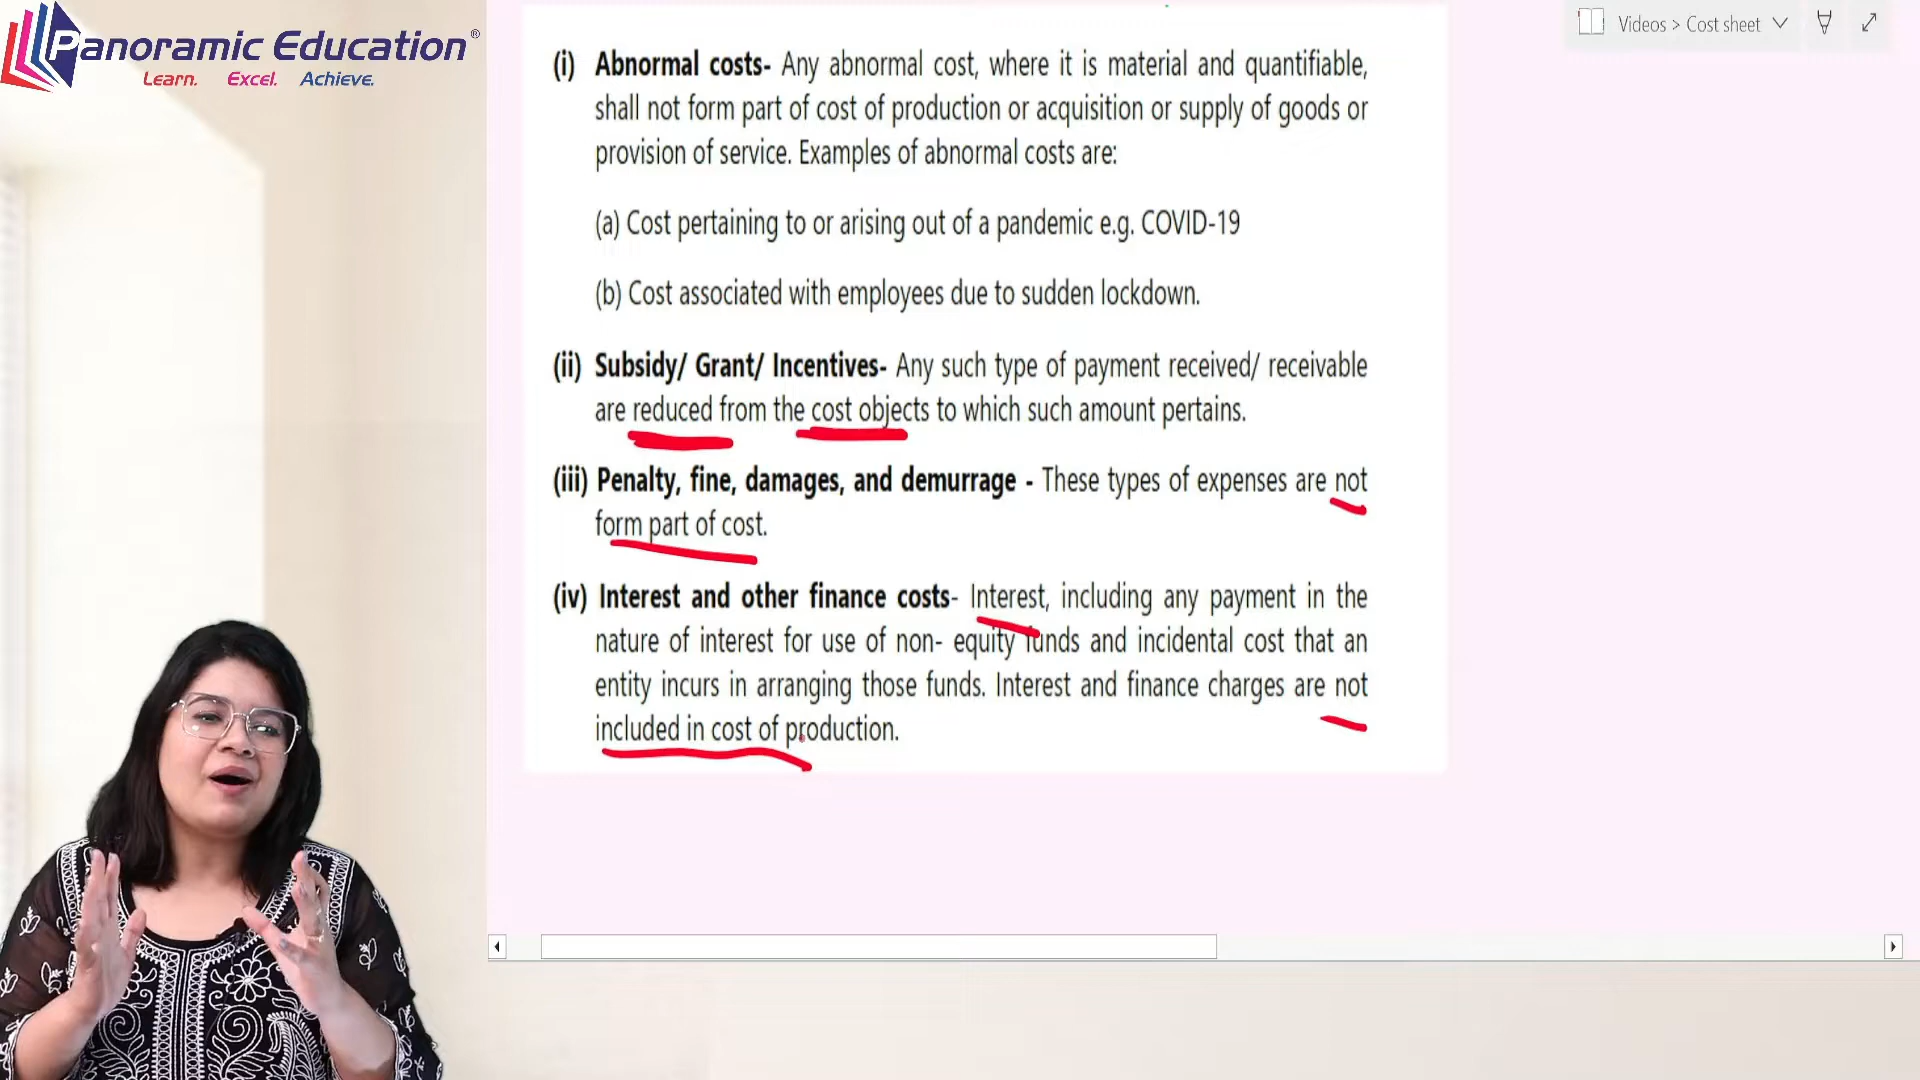 Panoramic Education®
Learn. Excel. Achieve.
Videos > Cost sheet
(i) Abnormal costs- Any abnormal cost, where it is material and quantifiable,
shall not form part of cost of production or acquisition or supply of goods or
provision of service. Examples of abnormal costs are:
(a) Cost pertaining to or arising out of a pandemic e.g. COVID-19
(b) Cost associated with employees due to sudden lockdown.
(ii) Subsidy/ Grant/ Incentives- Any such type of payment received/ receivable
are reduced from the cost objects to which such amount pertains.
(iii) Penalty, fine, damages, and demurrage - These types of expenses are not
form part of cost.
(iv) Interest and other finance costs- Interest, including any payment in the
nature of interest for use of non- equity funds and incidental cost that an
entity incurs in arranging those funds. Interest and finance charges are not
included in cost of production.